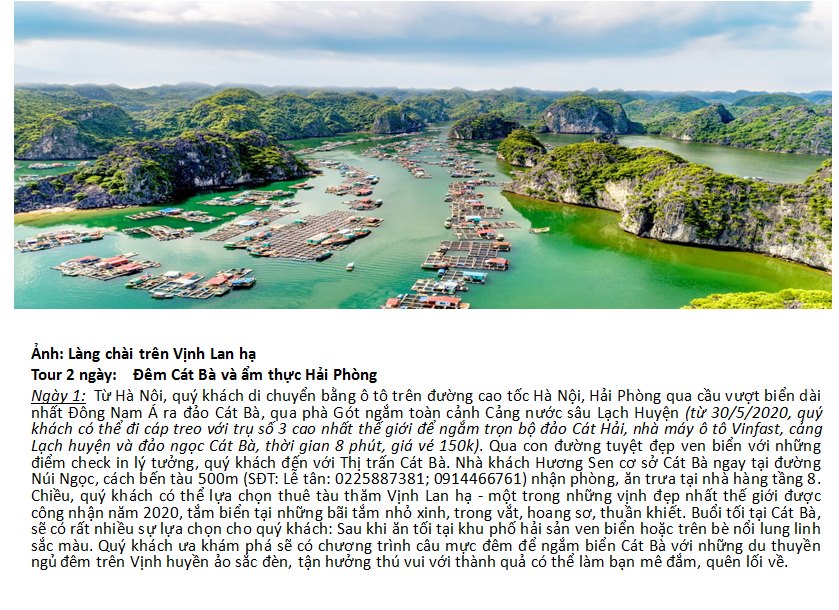 Ảnh: Làng chài trên Vịnh Lan hạ
Tour 2 ngày: Đêm Cát Bà và ẩm thực Hải Phòng
Ngày 1: Từ Hà Nội, quý khách di chuyển bằng ô tô trên đường cao tốc Hà Nội, Hải Phòng qua cầu vượt biển dài
nhất Đông Nam Á ra đảo Cát Bà, qua phà Gót ngắm toàn cảnh Cảng nước sâu Lạch Huyện (từ 30/5/2020, quý
khách có thể đi cáp treo với trụ số 3 cao nhất thế giới để ngắm trọn bộ đảo Cát Hải, nhà máy ô tô Vinfast, cảng
Lạch huyện và đảo ngọc Cát Bà, thời gian 8 phút, giá vé 150k). Qua con đường tuyệt đẹp ven biển với những
điểm check in lý tưởng, quý khách đến với Thị trấn Cát Bà. Nhà khách Hương Sen cơ sở Cát Bà ngay tại đường
Núi Ngọc, cách bến tàu 500m (SĐT: Lễ tân: 0225887381; 0914466761) nhận phòng, ăn trưa tại nhà hàng tầng 8.
Chiều, quý khách có thể lựa chọn thuê tàu thăm Vịnh Lan hạ - một trong những vịnh đẹp nhất thế giới được
công nhận năm 2020, tắm biển tại những bãi tắm nhỏ xinh, trong vắt, hoang sơ, thuần khiết. Buổi tối tại Cát Bà,
sẽ có rất nhiều sự lựa chọn cho quý khách: Sau khi ăn tối tại khu phố hải sản ven biển hoặc trên bè nổi lung linh
sắc màu. Quý khách ưa khám phá sẽ có chương trình câu mực đêm để ngắm biển Cát Bà với những du thuyền
ngủ đêm trên Vịnh huyền ảo sắc đèn, tận hưởng thú vui với thành quả có thể làm bạn mê đắm, quên lối về.